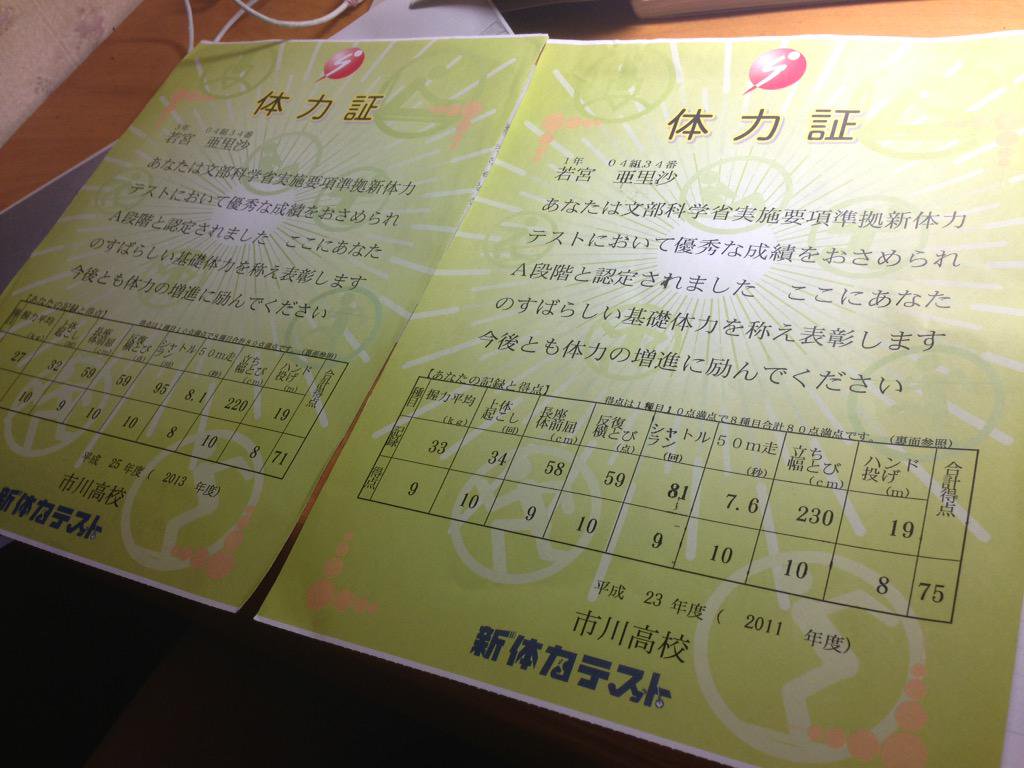 体力証
3年 04組34番
若宮 亜里沙
あなたは文部科学省実施要項準拠新体力
テストにおいて優秀な成績をおさめられ
A段階と認定されました ここにあなた
のすばらしい基礎体力を称え表彰します
今後とも体力の増進に励んでください
【あなたの記録と得点】 得点は1種目10点満点で8種目合計80点満点です。(裏面参照)
握力平均 上体起こし 長座体前屈 反復横とび シャトルラン 50m走(秒) 立ち幅とび(cm) ハンド投げ(m) 合計得点
27 32 59 59 95 8.1 220 19
10 9 10 10 10 8 10 8 71
平成 25 年度( 2013 年度)
市川高校
新体力テスト
体力証
1年 04組34番
若宮 亜里沙
あなたは文部科学省実施要項準拠新体力
テストにおいて優秀な成績をおさめられ
A段階と認定されました ここにあなた
のすばらしい基礎体力を称え表彰します
今後とも体力の増進に励んでください
【あなたの記録と得点】 得点は1種目10点満点で8種目合計80点満点です。(裏面参照)
種目 握力平均(kg) 上体起こし(回) 長座体前屈(cm) 反復横とび(点) シャトルラン(回) 50m走(秒) 立ち幅とび(cm) ハンド投げ(m) 合計得点
記録 33 34 58 59 81 7.6 230 19
得点 9 10 9 10 9 10 10 8 75
平成 23 年度( 2011 年度)
市川高校
新体力テスト